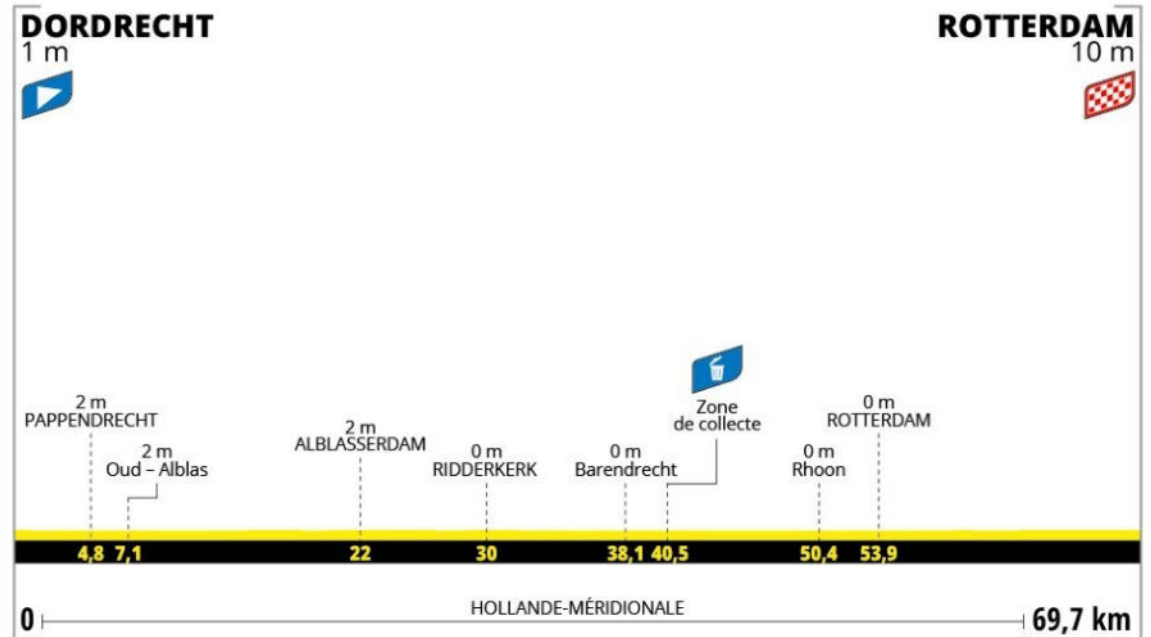 DORDRECHT
1 m
ROTTERDAM
10 m
2 m
PAPPENDRECHT
2 m
Oud – Alblas
2 m
ALBLASSERDAM
0 m
RIDDERKERK
0 m
Barendrecht
Zone
de collecte
0 m
Rhoon
0 m
ROTTERDAM
4,8 7,1 22 30 38,1 40,5 50,4 53,9
HOLLANDE-MÉRIDIONALE
0 69,7 km